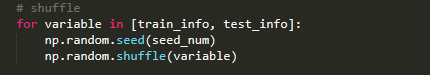 # shuffle
for variable in [train_info, test_info]:
    np.random.seed(seed_num)
    np.random.shuffle(variable)